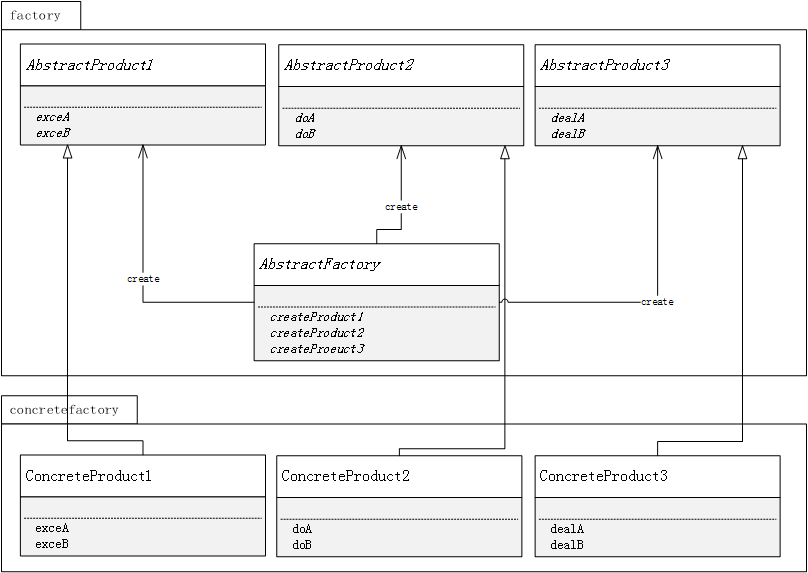 factory
AbstractProduct1
exceA
exceB
AbstractProduct2
doA
doB
AbstractProduct3
dealA
dealB
create
create
create
AbstractFactory
createProduct1
createProduct2
createProeuct3
concretefactory
ConcreteProduct1
exceA
exceB
ConcreteProduct2
doA
doB
ConcreteProduct3
dealA
dealB